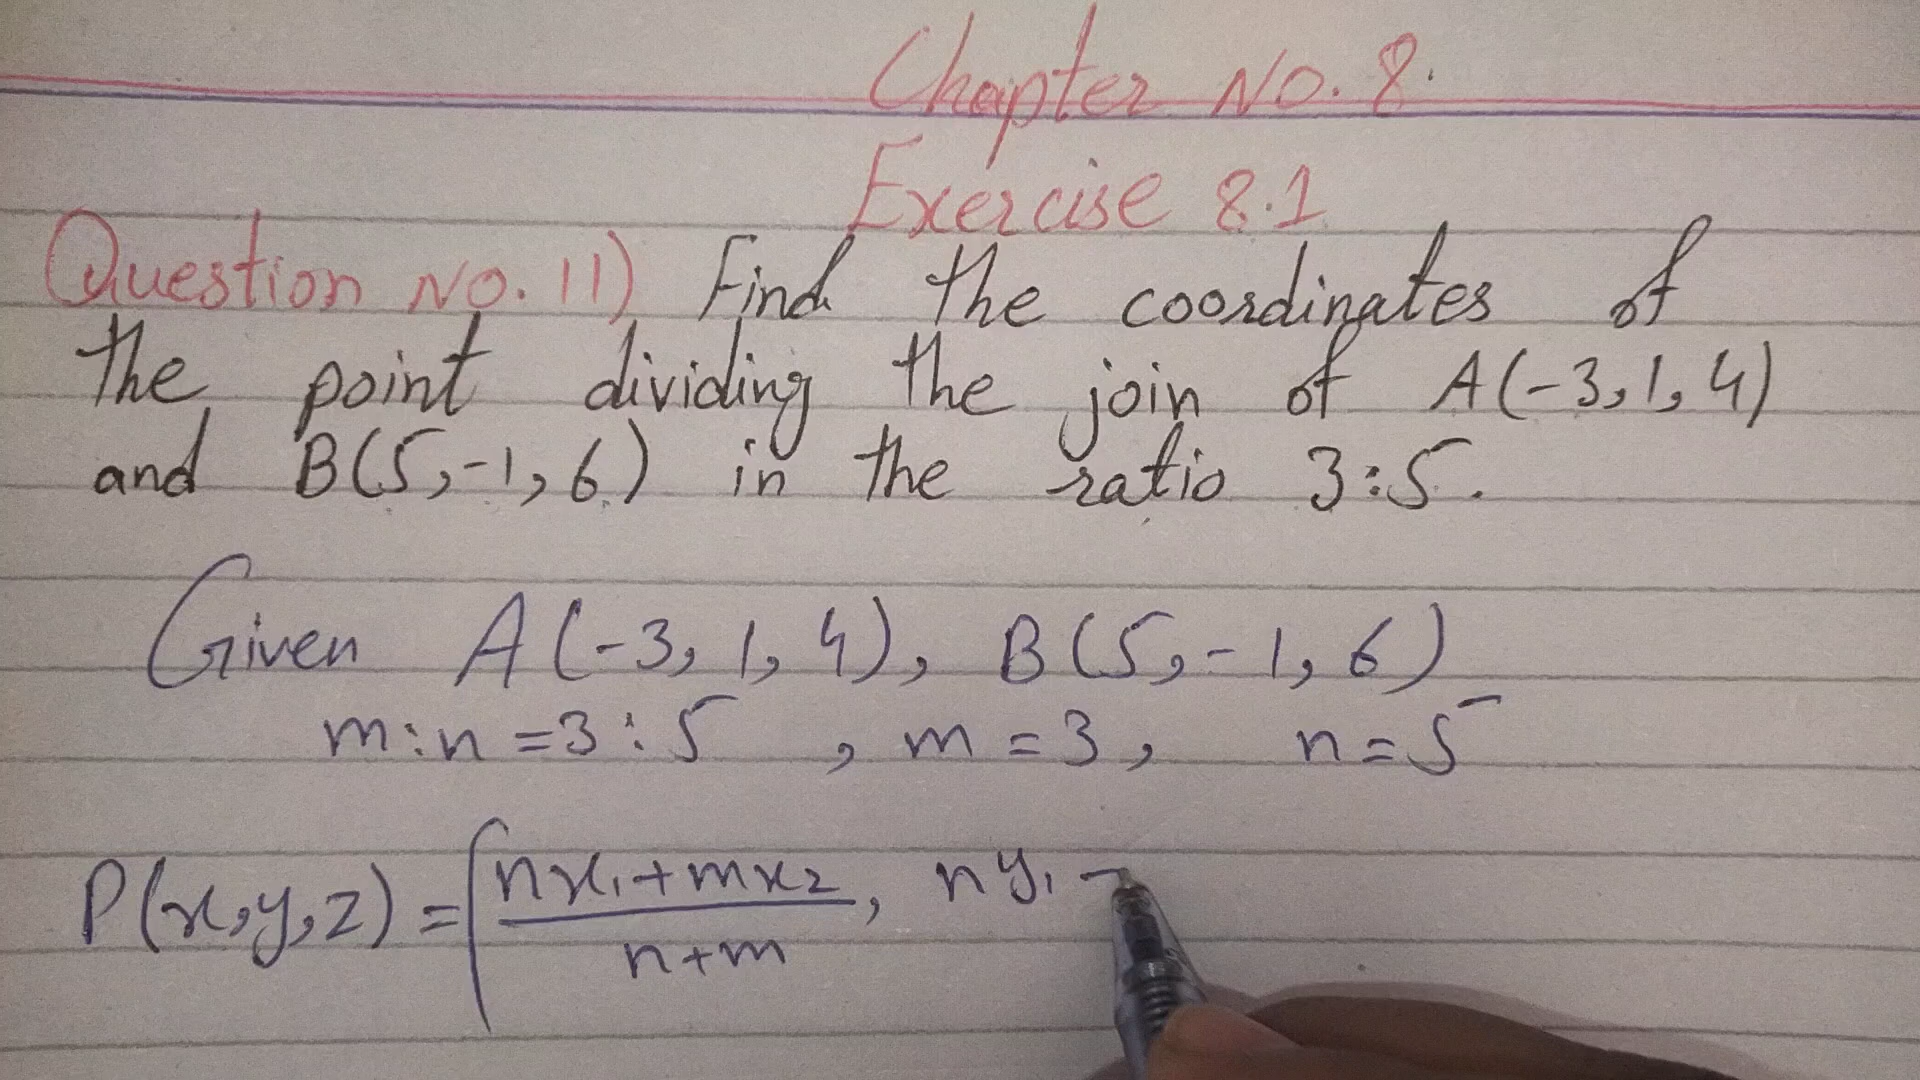 Chapter No. 8.
Exercise 8.1
Question No. 11) Find the coordinates of
the point dividing the join of A(-3,1,4)
and B(5,-1,6) in the ratio 3:5.
Given A(-3,1,4), B(5,-1,6)
m:n=3:5 , m=3, n=5
P(x,y,z) = (nx₁+mx₂/n+m, ny₁ -